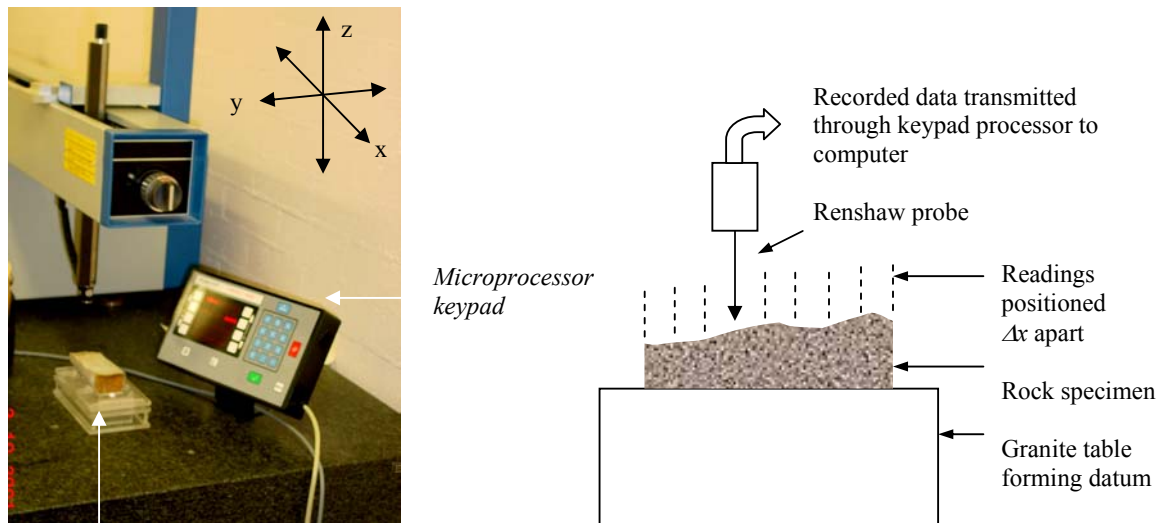 z
y
x
Microprocessor
keypad
Recorded data transmitted
through keypad processor to
computer
Renshaw probe
Readings
positioned
Δx apart
Rock specimen
Granite table
forming datum